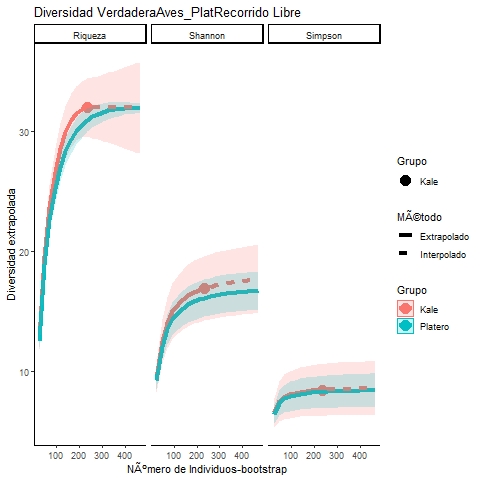 Diversidad VerdaderaAves_PlatRecorrido Libre
Riqueza
Shannon
Simpson
Diversidad extrapolada
30
20
10
100 200 300 400
100 200 300 400
100 200 300 400
NÃºmero de Individuos-bootstrap
Grupo
Kale
MÃ©todo
Extrapolado
Interpolado
Grupo
Kale
Platero